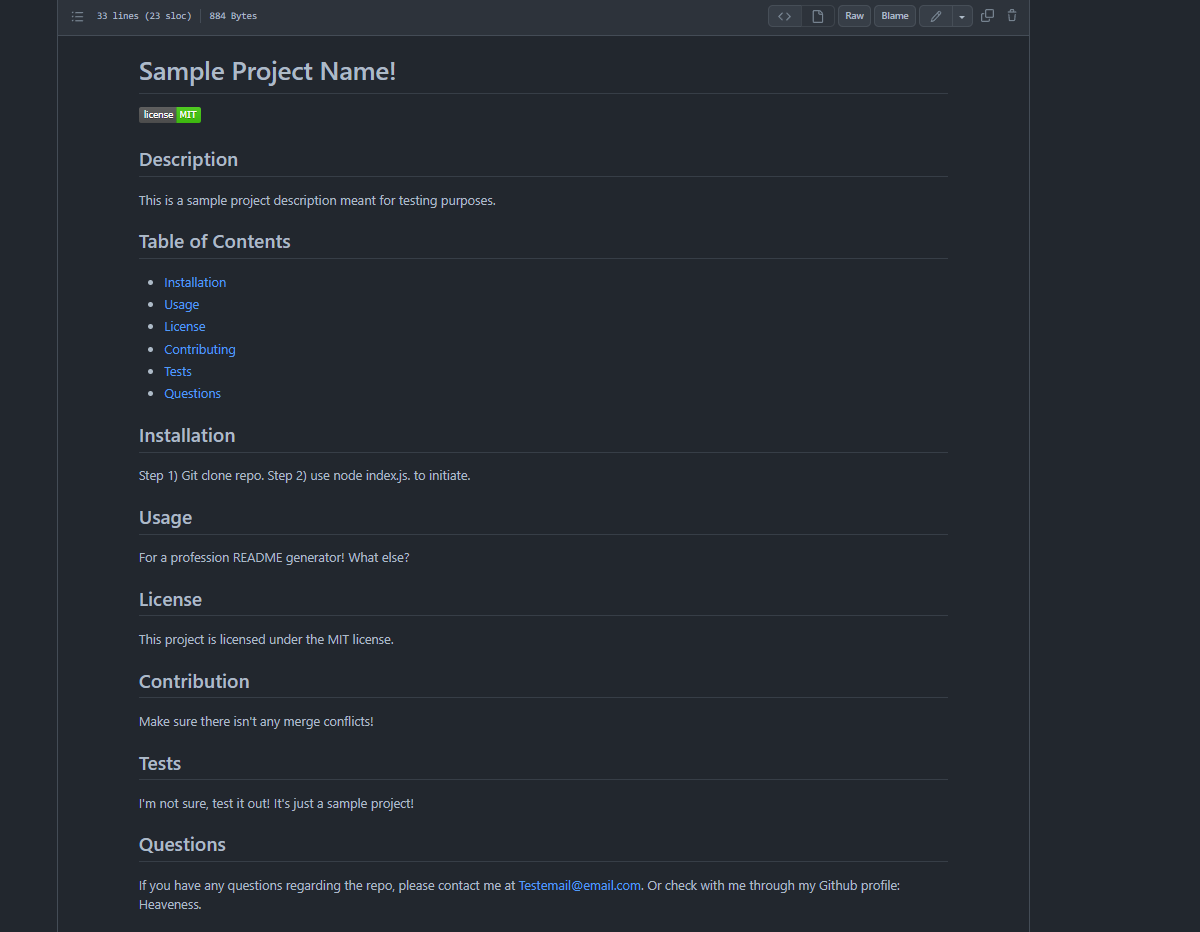 33 lines (23 sloc) 884 Bytes Raw Blame
Sample Project Name!
license MIT
Description
This is a sample project description meant for testing purposes.
Table of Contents
Installation
Usage
License
Contributing
Tests
Questions
Installation
Step 1) Git clone repo. Step 2) use node index.js. to initiate.
Usage
For a profession README generator! What else?
License
This project is licensed under the MIT license.
Contribution
Make sure there isn't any merge conflicts!
Tests
I'm not sure, test it out! It's just a sample project!
Questions
If you have any questions regarding the repo, please contact me at Testemail@email.com. Or check with me through my Github profile:
Heaveness.